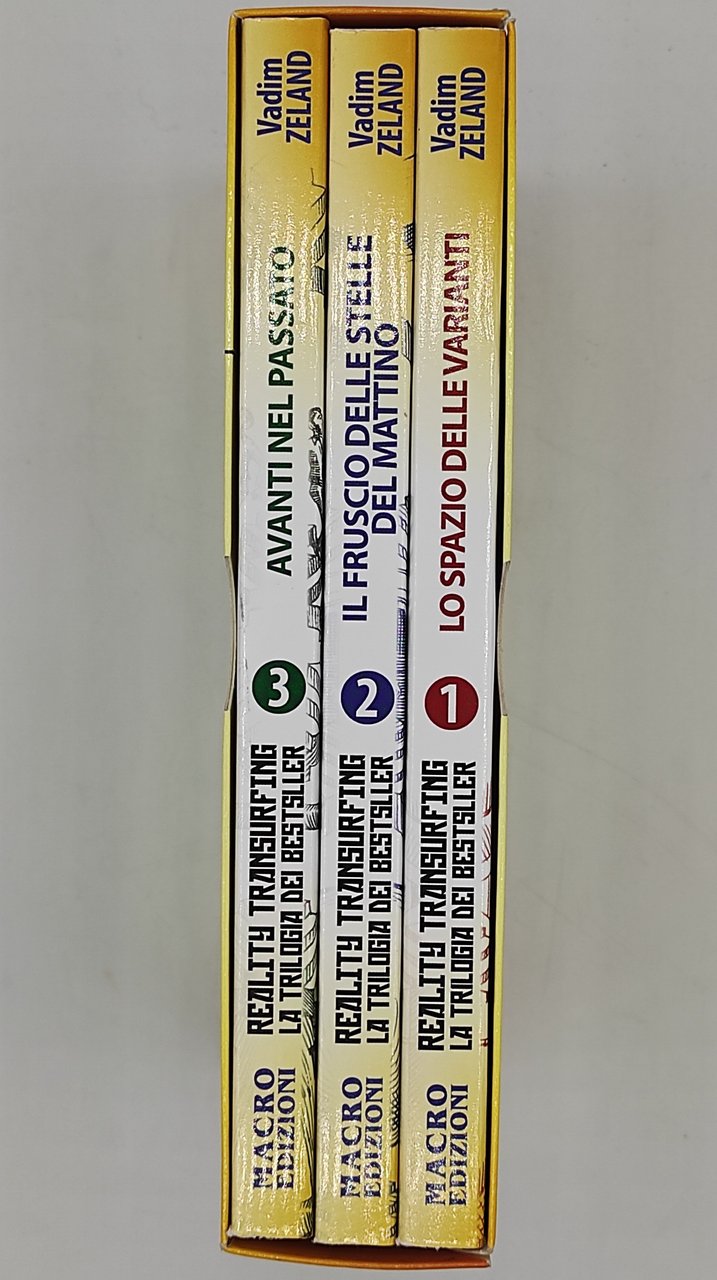 MACRO
EDIZIONI
REALITY TRANSURFING
LA TRILOGIA DEI BESTSLLER
3
AVANTI NEL PASSATO
Vadim
ZELAND
MACRO
EDIZIONI
REALITY TRANSURFING
LA TRILOGIA DEI BESTSLLER
2
IL FRUSCIO DELLE STELLE
DEL MATTINO
Vadim
ZELAND
MACRO
EDIZIONI
REALITY TRANSURFING
LA TRILOGIA DEI BESTSLLER
1
LO SPAZIO DELLE VARIANTI
Vadim
ZELAND